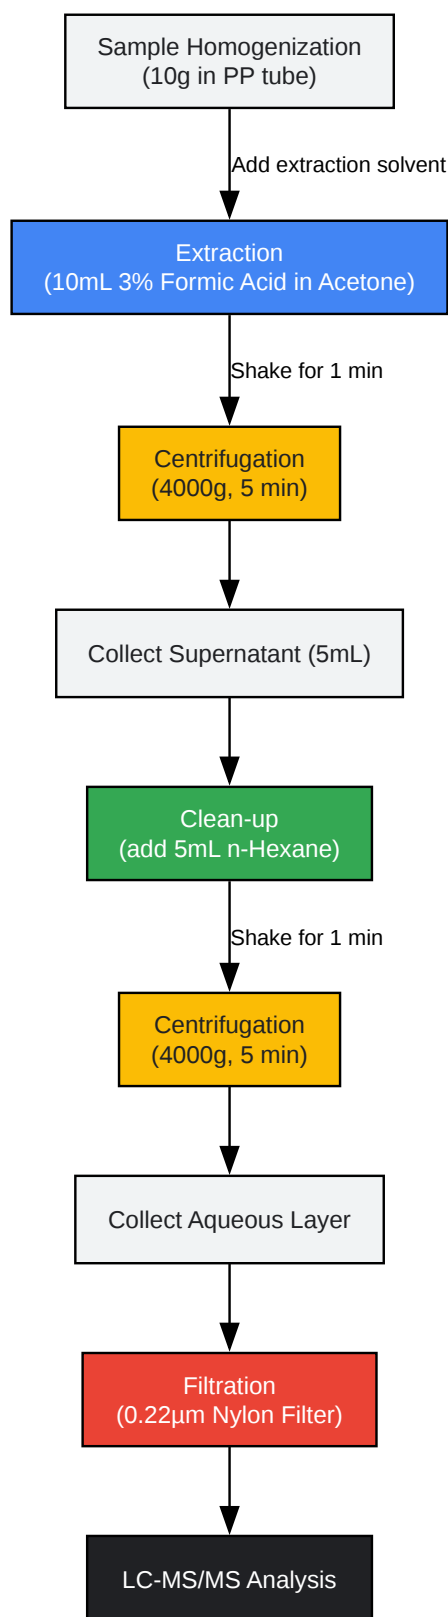 Sample Homogenization
(10g in PP tube)
Add extraction solvent
Extraction
(10mL 3% Formic Acid in Acetone)
Shake for 1 min
Centrifugation
(4000g, 5 min)
Collect Supernatant (5mL)
Clean-up
(add 5mL n-Hexane)
Shake for 1 min
Centrifugation
(4000g, 5 min)
Collect Aqueous Layer
Filtration
(0.22µm Nylon Filter)
LC-MS/MS Analysis